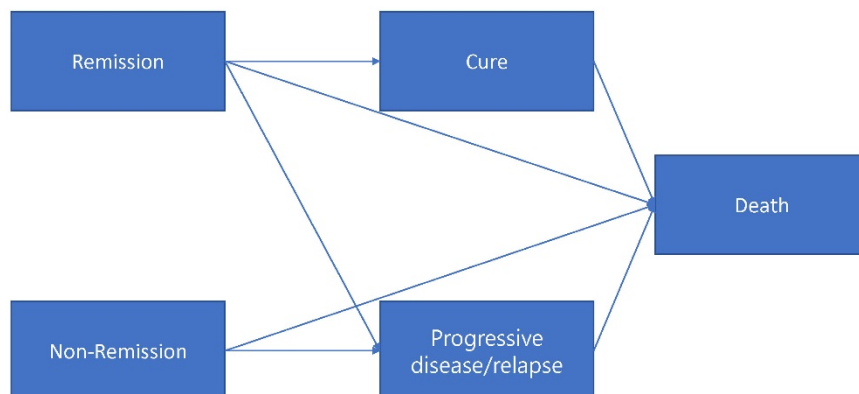 Remission
Cure
Death
Non-Remission
Progressive
disease/relapse